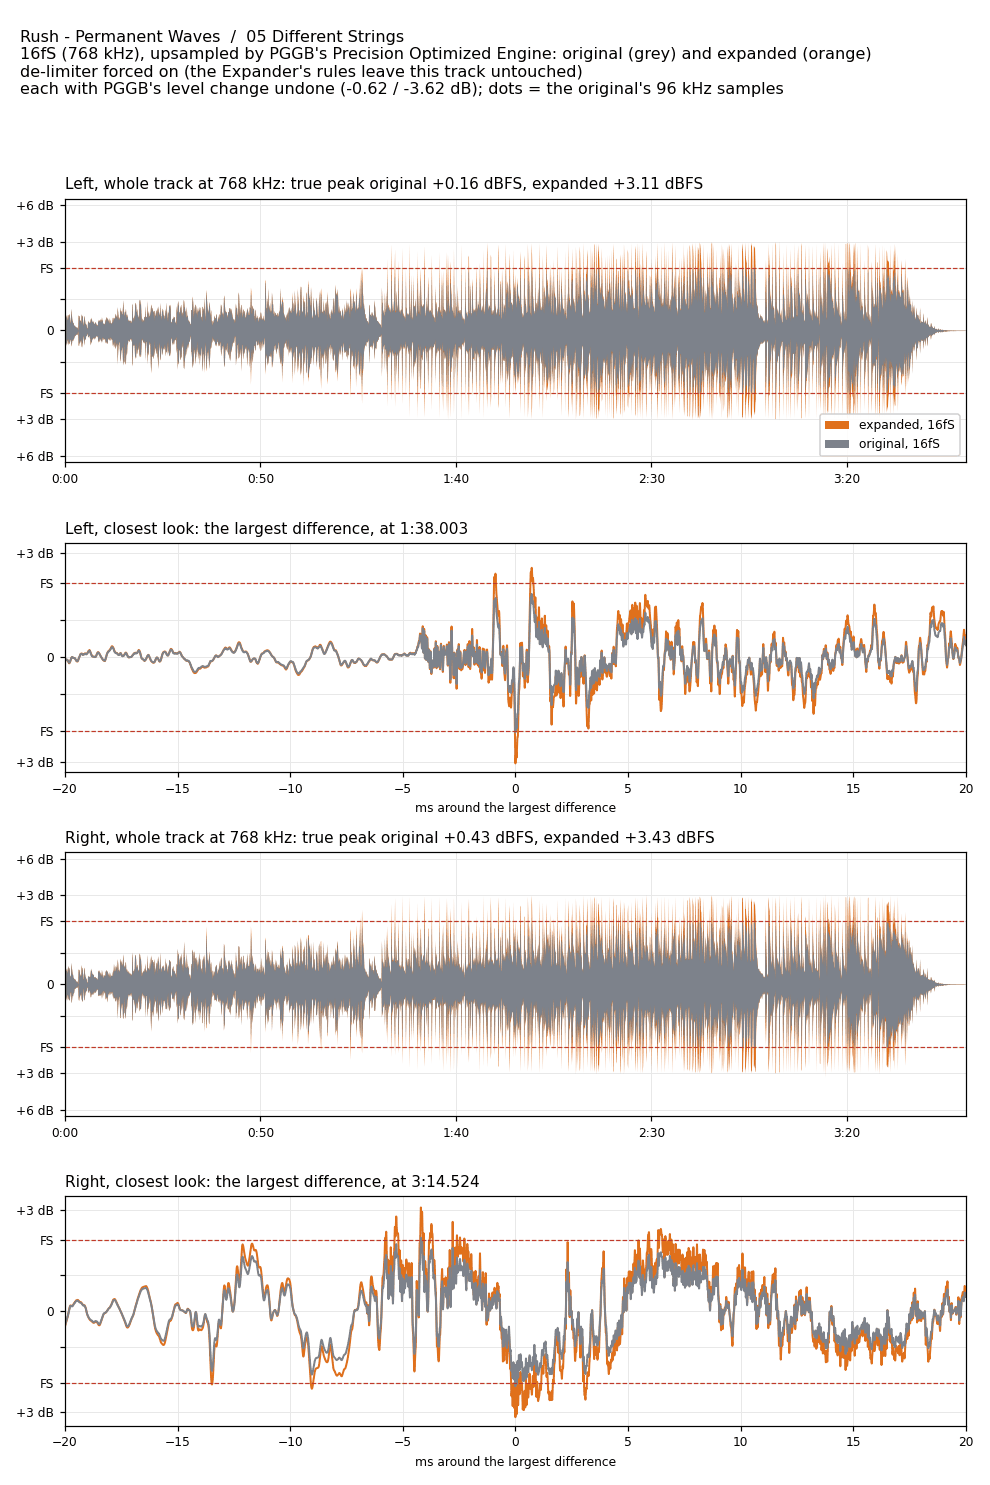 Rush - Permanent Waves  /  05 Different Strings
16fS (768 kHz), upsampled by PGGB's Precision Optimized Engine: original (grey) and expanded (orange)
de-limiter forced on (the Expander's rules leave this track untouched)
each with PGGB's level change undone (-0.62 / -3.62 dB); dots = the original's 96 kHz samples
Left, whole track at 768 kHz: true peak original +0.16 dBFS, expanded +3.11 dBFS
+6 dB
+3 dB
FS
0
FS
+3 dB
+6 dB
expanded, 16fS
original, 16fS
0:00 0:50 1:40 2:30 3:20
Left, closest look: the largest difference, at 1:38.003
+3 dB
FS
0
FS
+3 dB
−20 −15 −10 −5 0 5 10 15 20
ms around the largest difference
Right, whole track at 768 kHz: true peak original +0.43 dBFS, expanded +3.43 dBFS
+6 dB
+3 dB
FS
0
FS
+3 dB
+6 dB
0:00 0:50 1:40 2:30 3:20
Right, closest look: the largest difference, at 3:14.524
+3 dB
FS
0
FS
+3 dB
−20 −15 −10 −5 0 5 10 15 20
ms around the largest difference